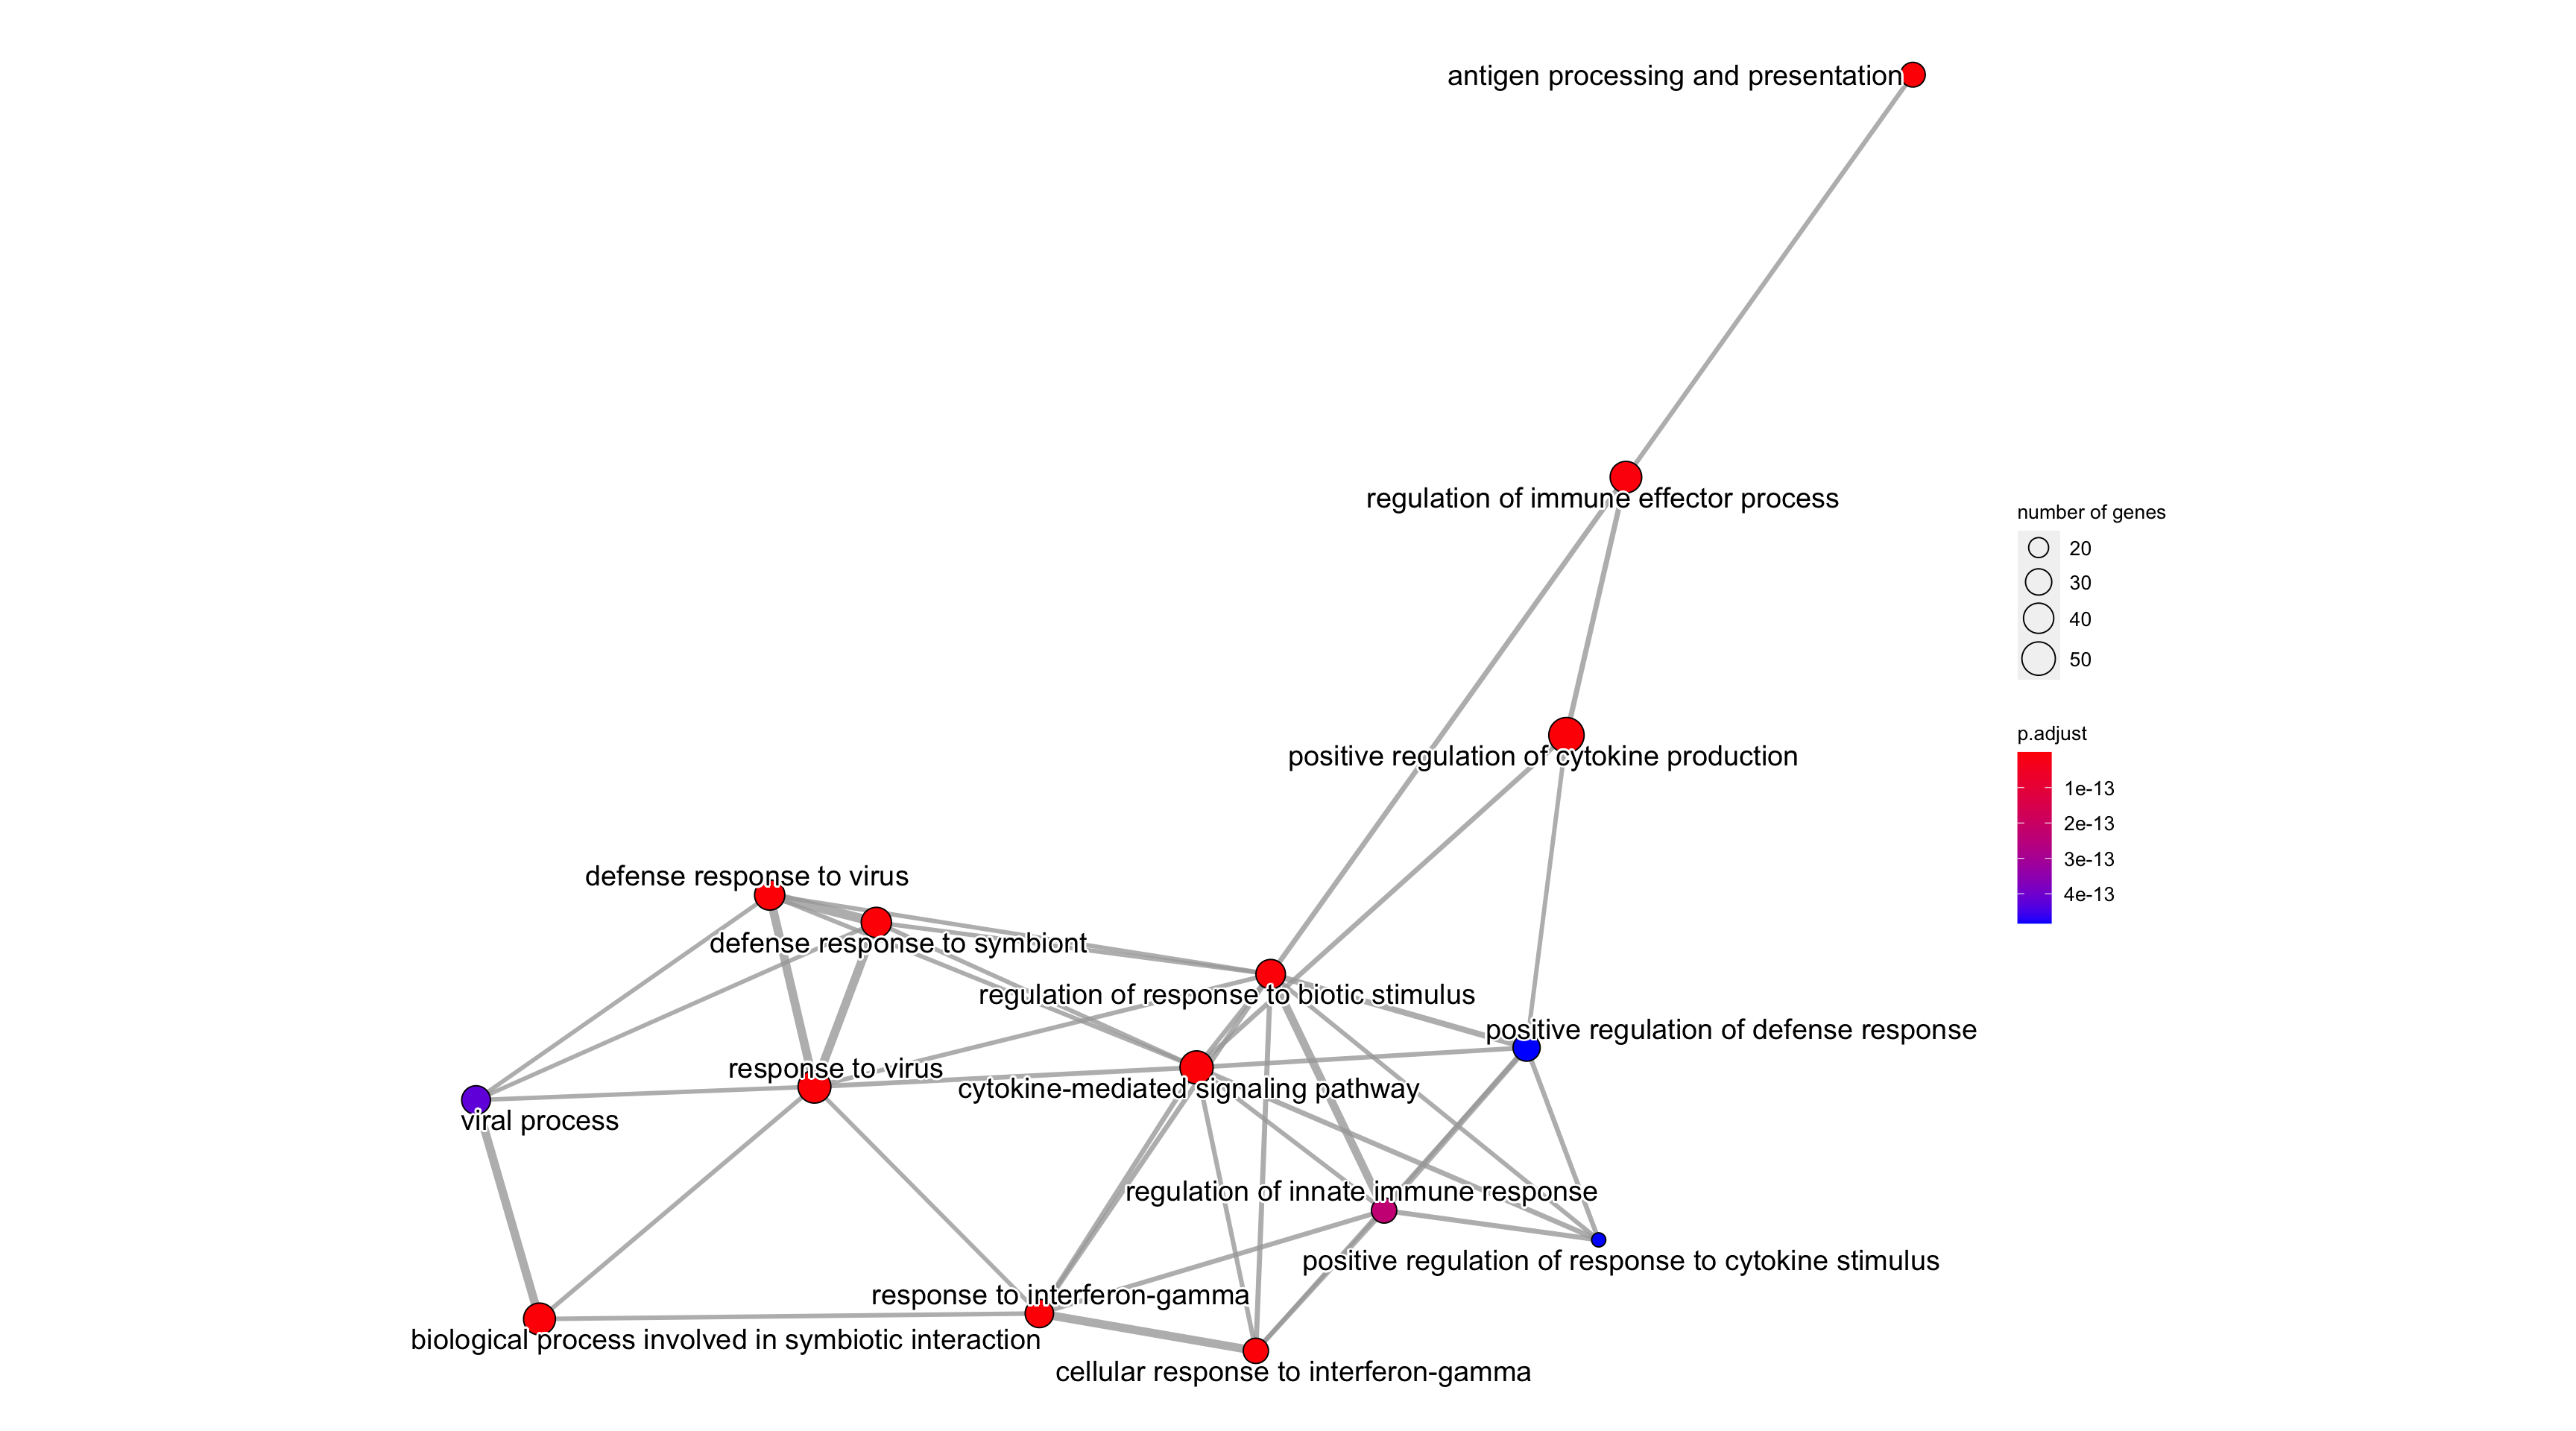 antigen processing and presentation
regulation of immune effector process
number of genes
20
30
40
50
positive regulation of cytokine production
p.adjust
1e-13
2e-13
3e-13
4e-13
defense response to virus
defense response to symbiont
regulation of response to biotic stimulus
positive regulation of defense response
response to virus
cytokine-mediated signaling pathway
viral process
regulation of innate immune response
positive regulation of response to cytokine stimulus
response to interferon-gamma
biological process involved in symbiotic interaction
cellular response to interferon-gamma